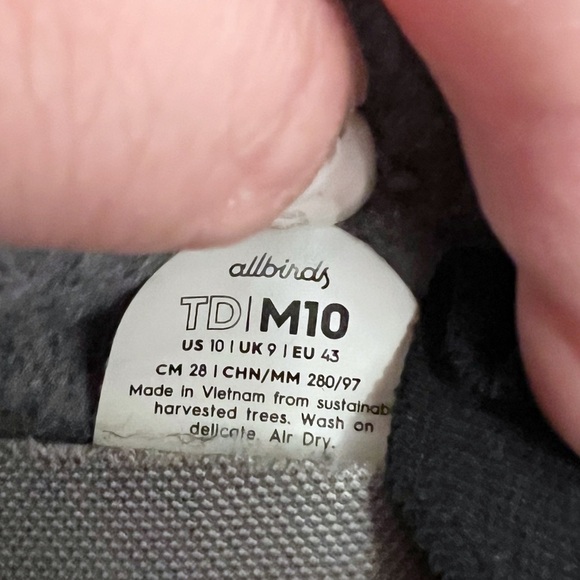 allbirds
TD|M10
US 10 | UK 9 | EU 43
CM 28 | CHN/MM 280/97
Made in Vietnam from sustainab
harvested trees. Wash on
delicate. Air Dry.